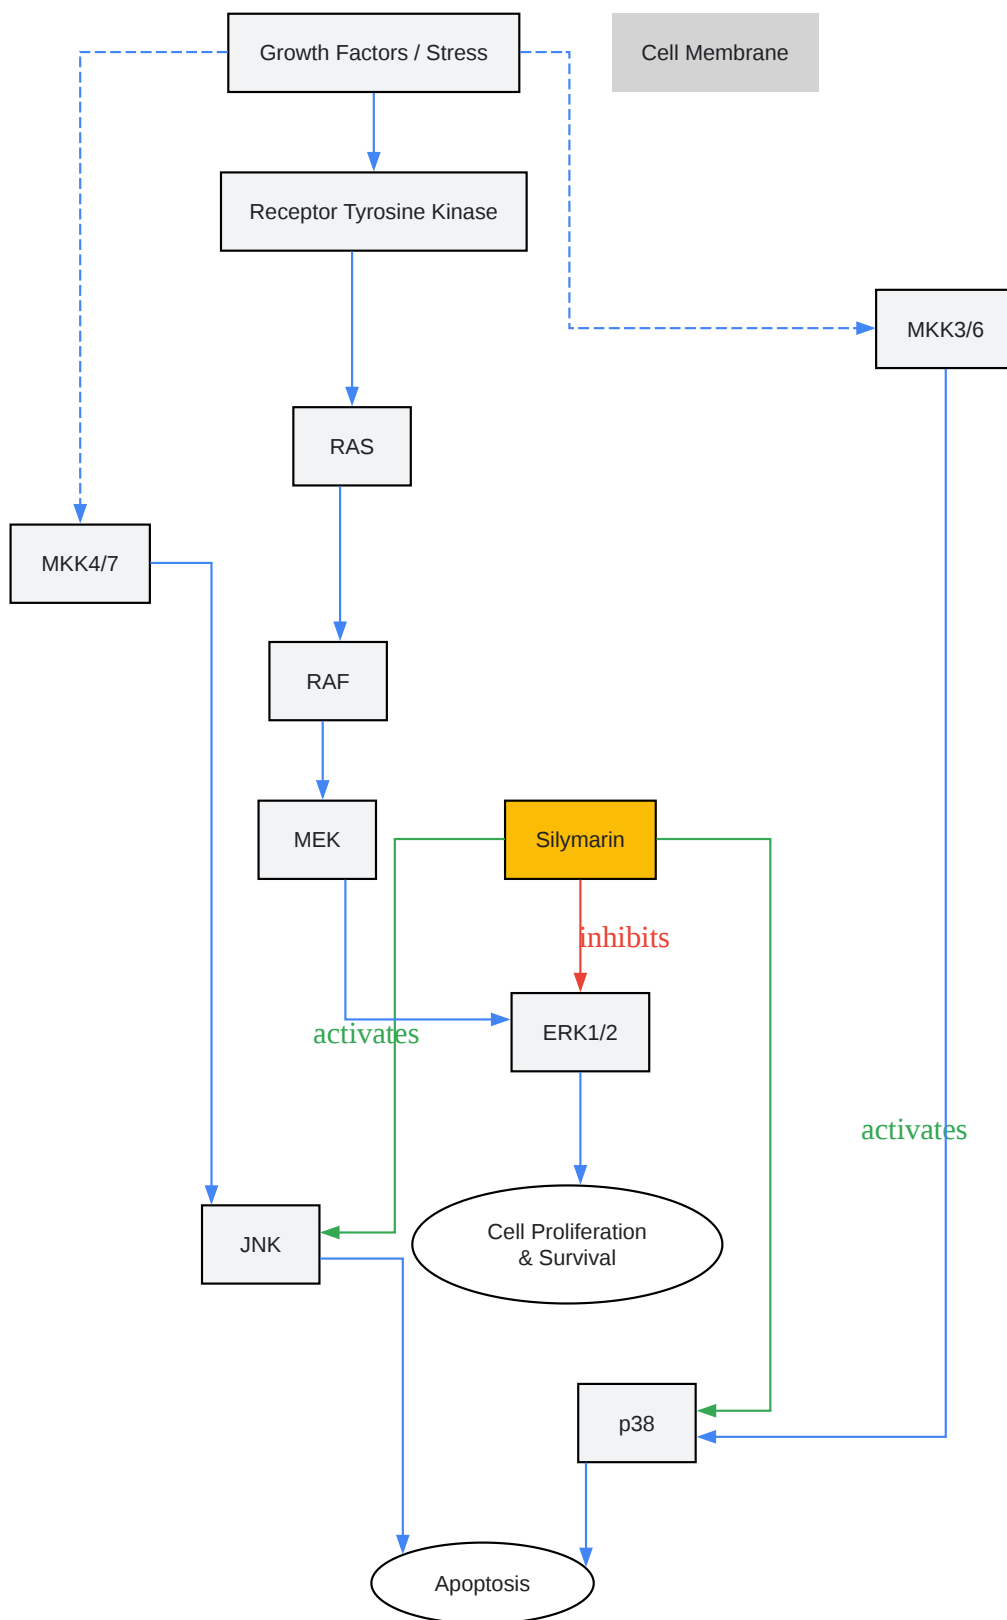 Growth Factors / Stress
Cell Membrane
Receptor Tyrosine Kinase
MKK3/6
RAS
MKK4/7
RAF
MEK
Silymarin
inhibits
activates
ERK1/2
activates
JNK
Cell Proliferation
& Survival
p38
Apoptosis